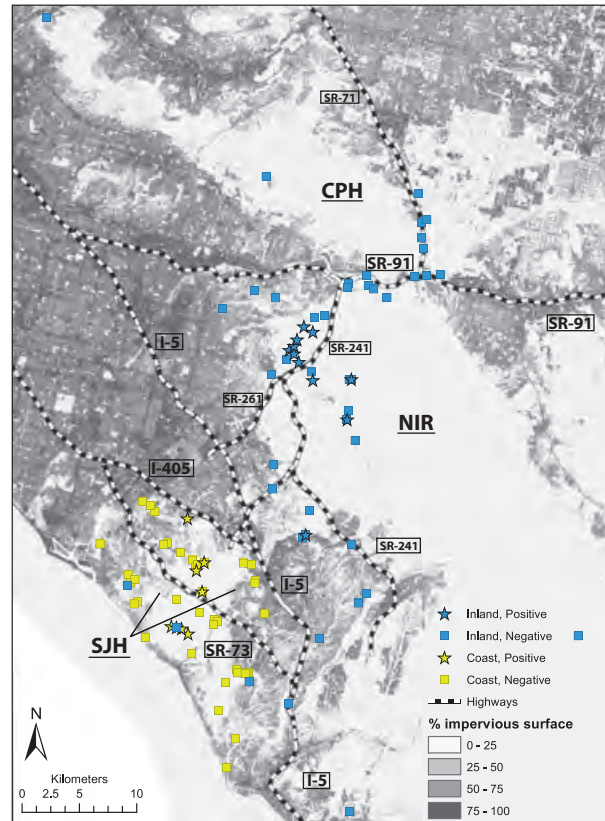 SR-71
CPH
SR-91
SR-91
I-5
SR-241
SR-261
NIR
I-405
SR-241
I-5
SJH
SR-73
I-5
Inland, Positive
Inland, Negative
Coast, Positive
Coast, Negative
Highways
% impervious surface
0 - 25
25 - 50
50 - 75
75 - 100
N
Kilometers
0 2.5 5 10